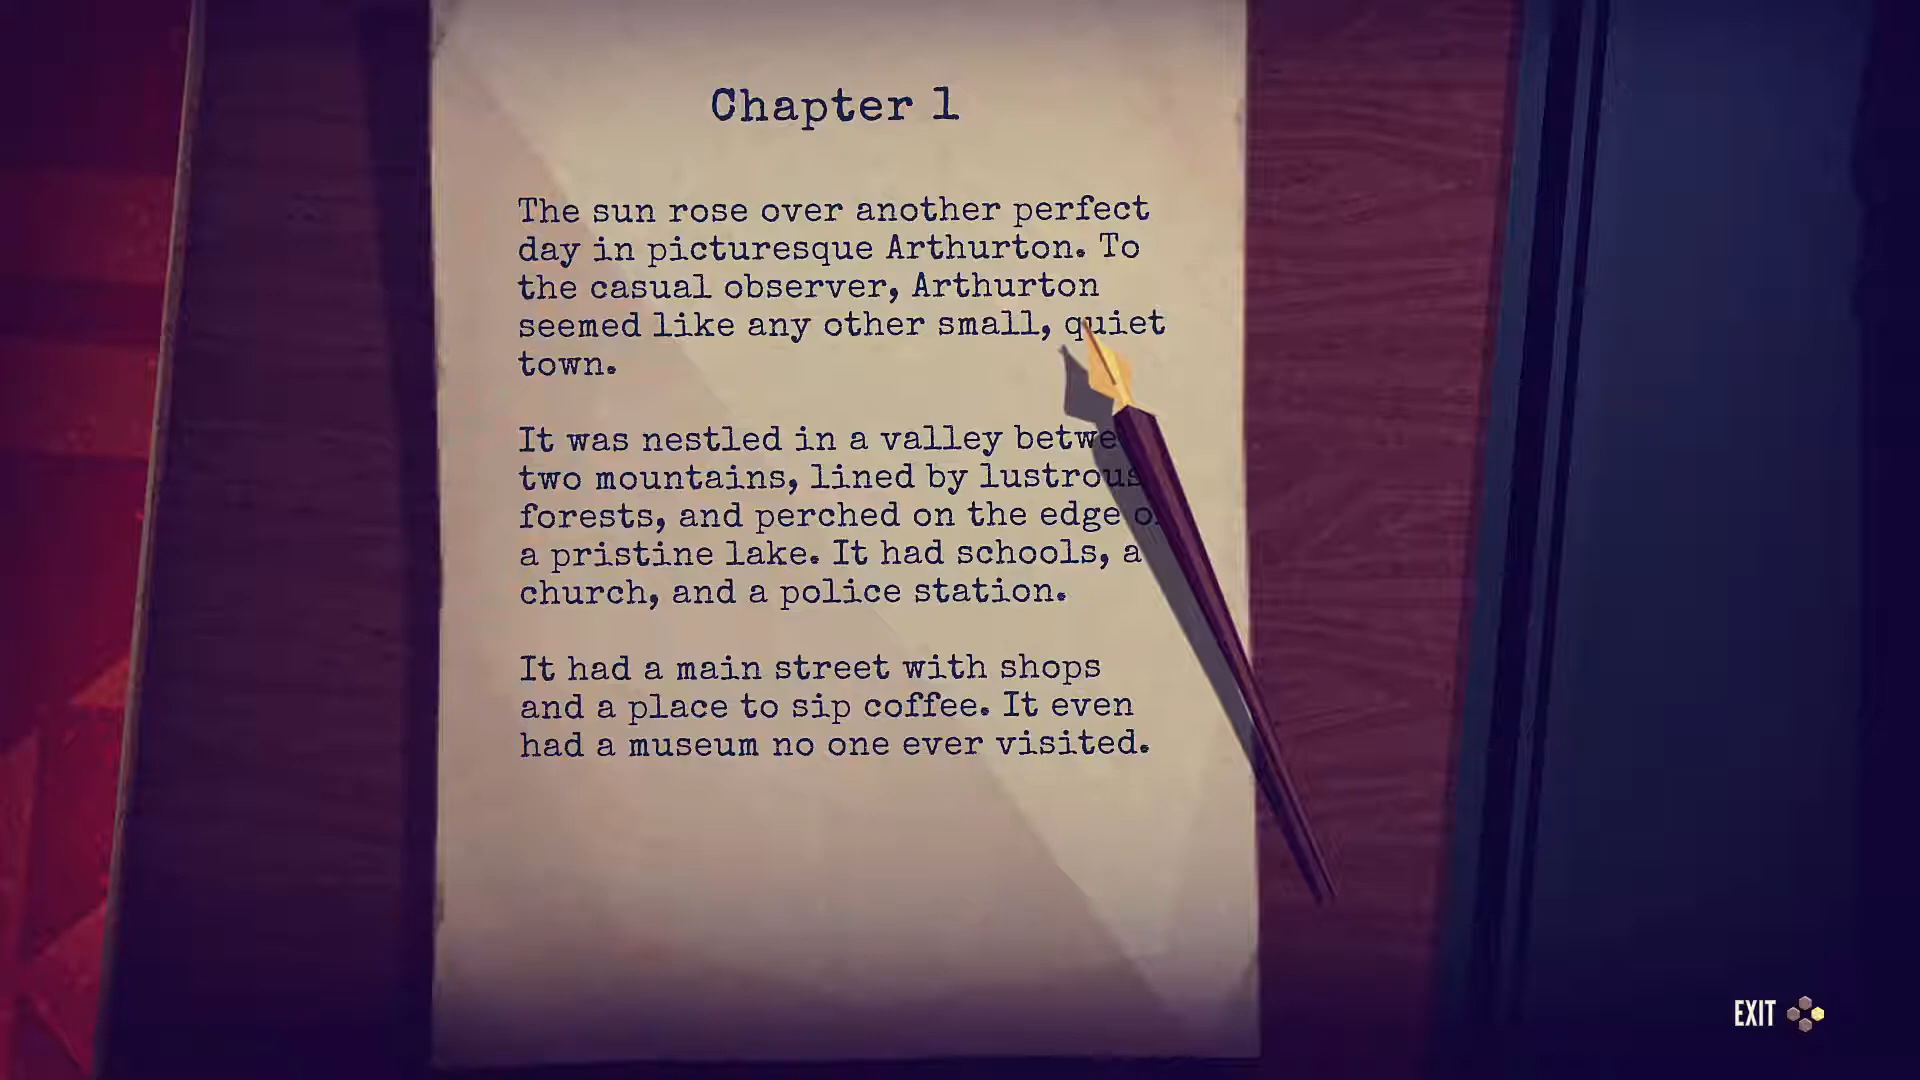 Chapter 1
The sun rose over another perfect
day in picturesque Arthurton. To
the casual observer, Arthurton
seemed like any other small, quiet
town.
It was nestled in a valley
two mountains, lined by lustrous
forests, and perched on the edge
a pristine lake. It had schools, a
church, and a police station.
It had a main street with shops
and a place to sip coffee. It even
had a museum no one ever visited.
EXIT